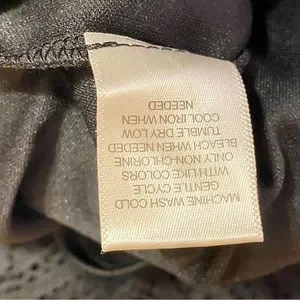 MACHINE WASH COLD
GENTLE CYCLE
WITH LIKE COLORS
ONLY NON-CHLORINE
BLEACH WHEN NEEDED
TUMBLE DRY LOW
COOL IRON WHEN
NEEDED